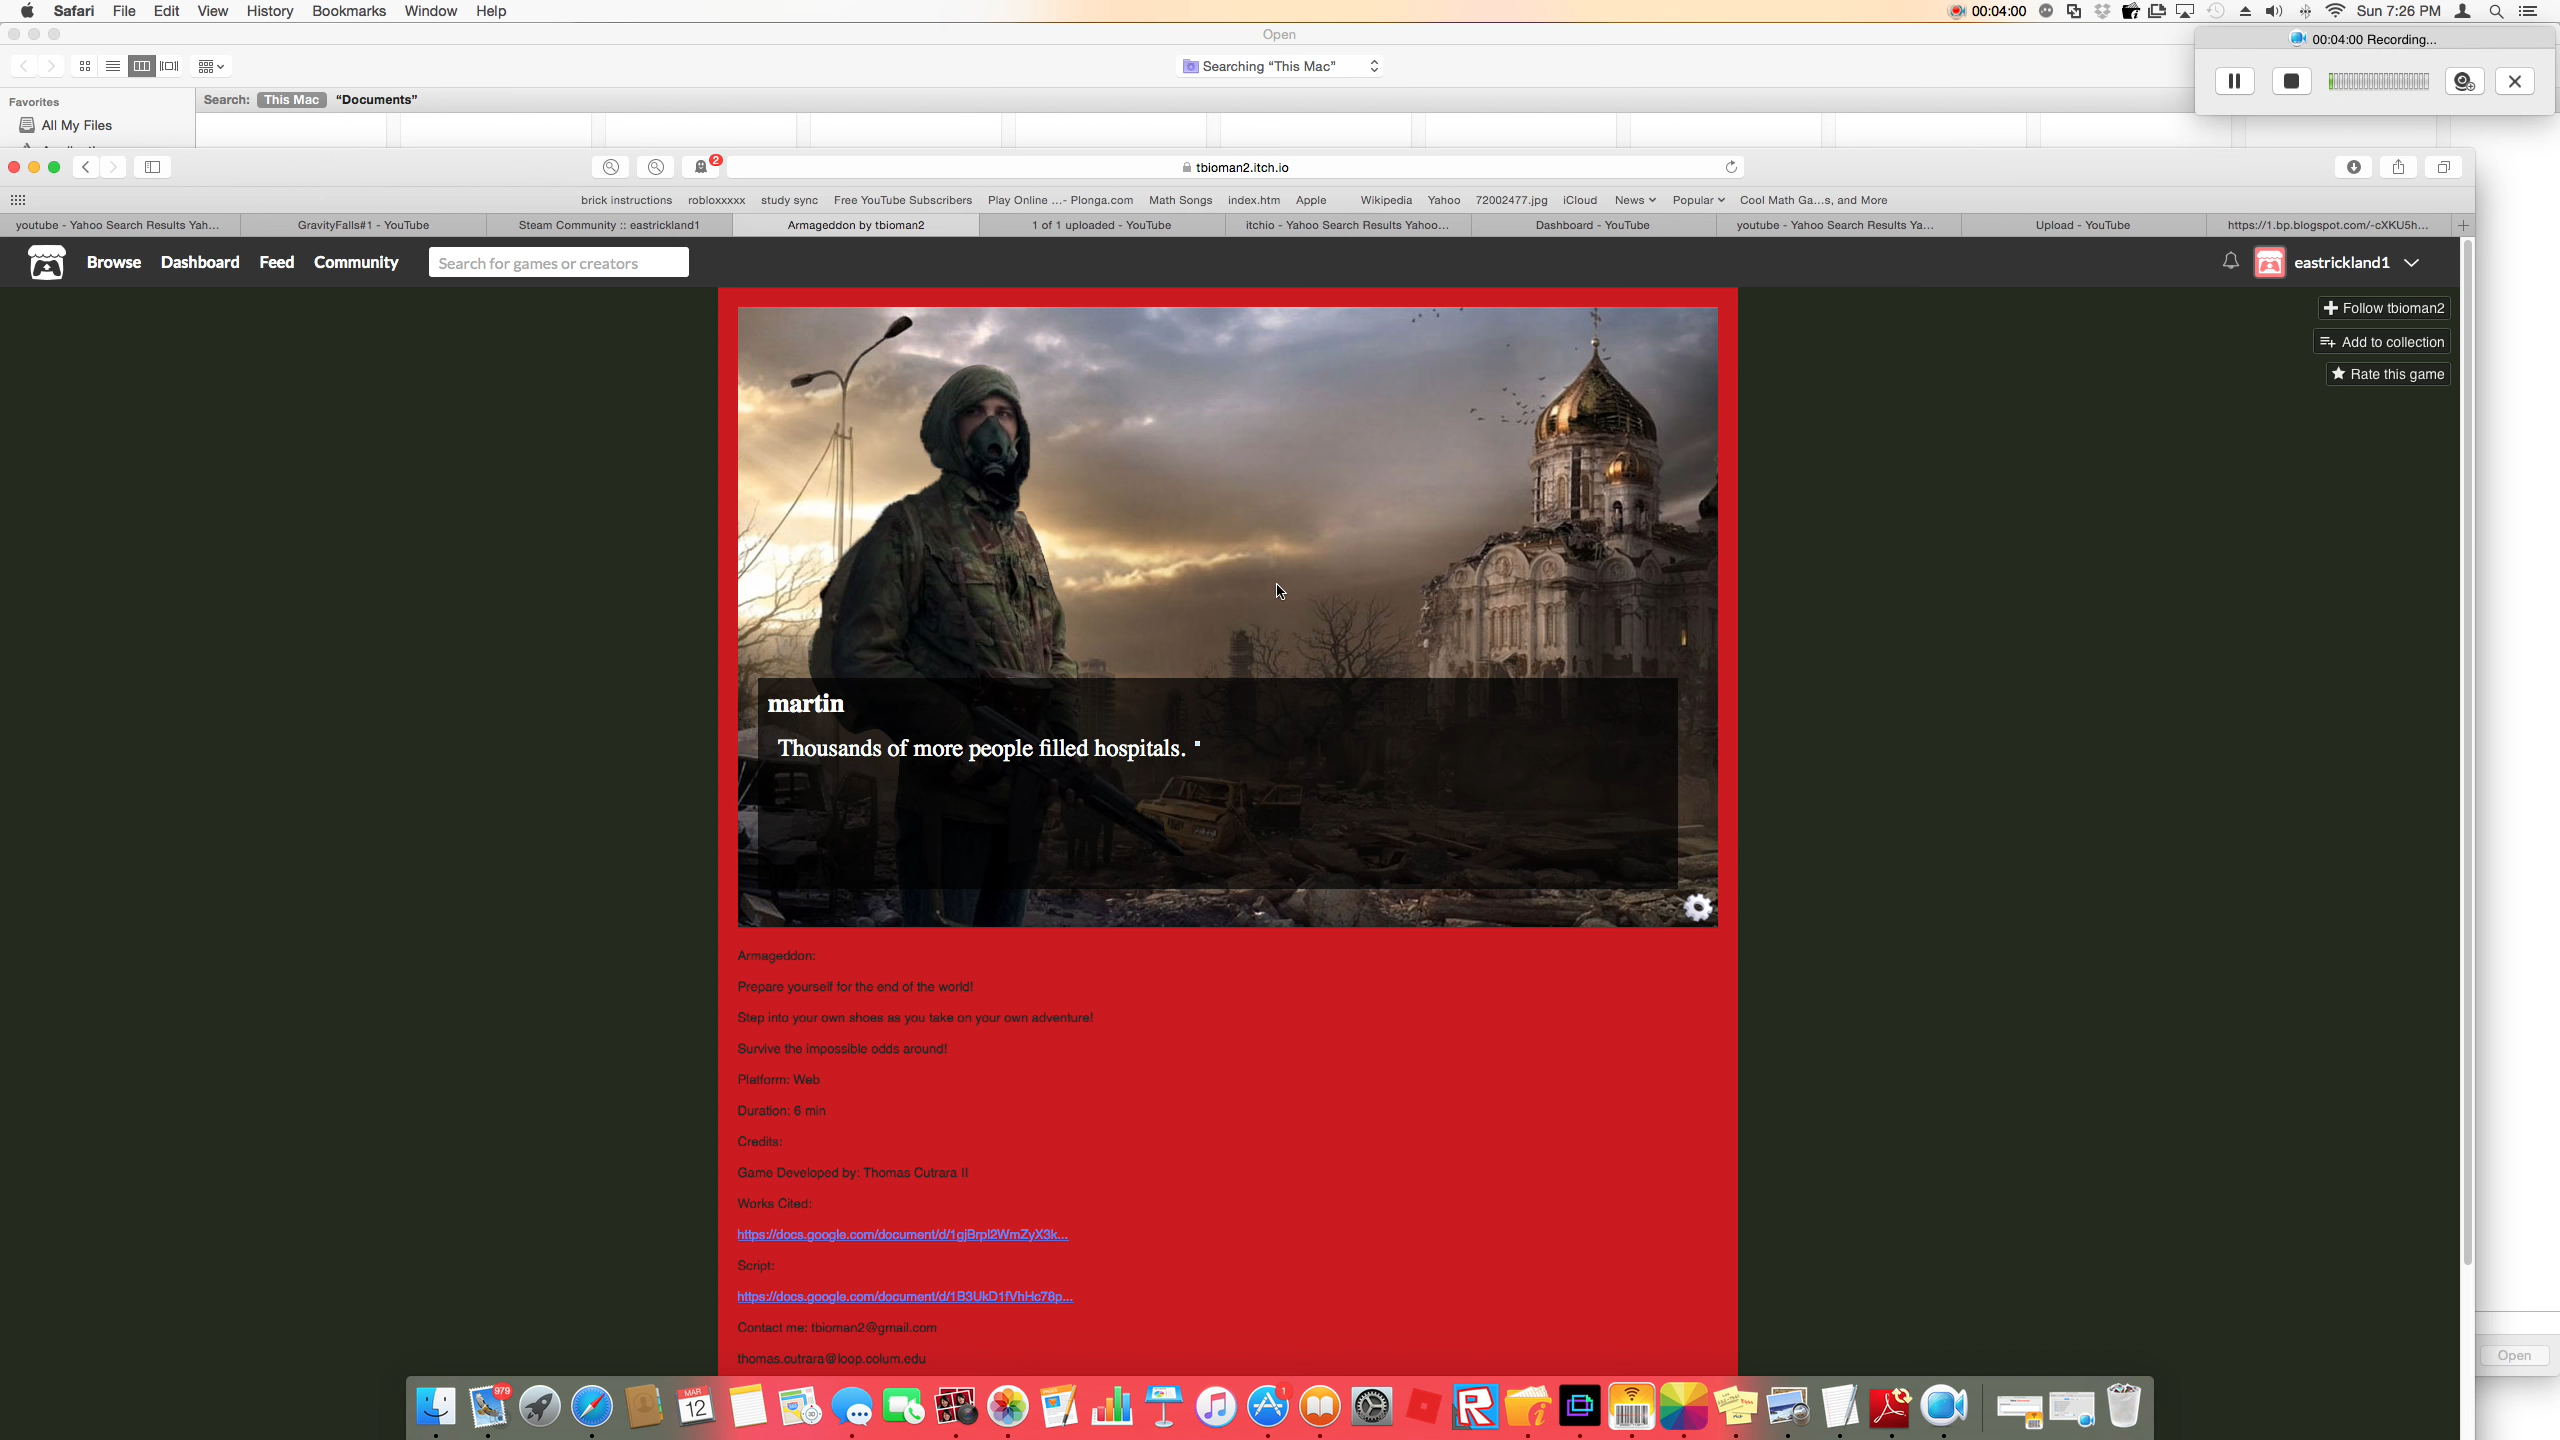 Safari File Edit View History Bookmarks Window Help 00:04:00 Sun 7:26 PM
Open
00:04:00 Recording...
Searching “This Mac”
Favorites
Search: This Mac “Documents”
All My Files
2
tbioman2.itch.io
brick instructions robloxxxxx study sync Free YouTube Subscribers Play Online ...- Plonga.com Math Songs index.htm Apple Wikipedia Yahoo 72002477.jpg iCloud News Popular Cool Math Ga...s, and More
youtube - Yahoo Search Results Yah... GravityFalls#1 - YouTube Steam Community :: eastrickland1 Armageddon by tbioman2 1 of 1 uploaded - YouTube itchio - Yahoo Search Results Yahoo... Dashboard - YouTube youtube - Yahoo Search Results Ya... Upload - YouTube https://1.bp.blogspot.com/-cXKU5h...
Browse Dashboard Feed Community Search for games or creators eastrickland1
Follow tbioman2
Add to collection
Rate this game
martin
Thousands of more people filled hospitals.
Armageddon:
Prepare yourself for the end of the world!
Step into your own shoes as you take on your own adventure!
Survive the impossible odds around!
Platform: Web
Duration: 6 min
Credits:
Game Developed by: Thomas Cutrara II
Works Cited:
https://docs.google.com/document/d/1gjBrpl2WmZyX3k...
Script:
https://docs.google.com/document/d/1B3UkD1fVhHc78p...
Contact me: tbioman2@gmail.com
thomas.cutrara@loop.colum.edu
Open
979
MAR
12
1